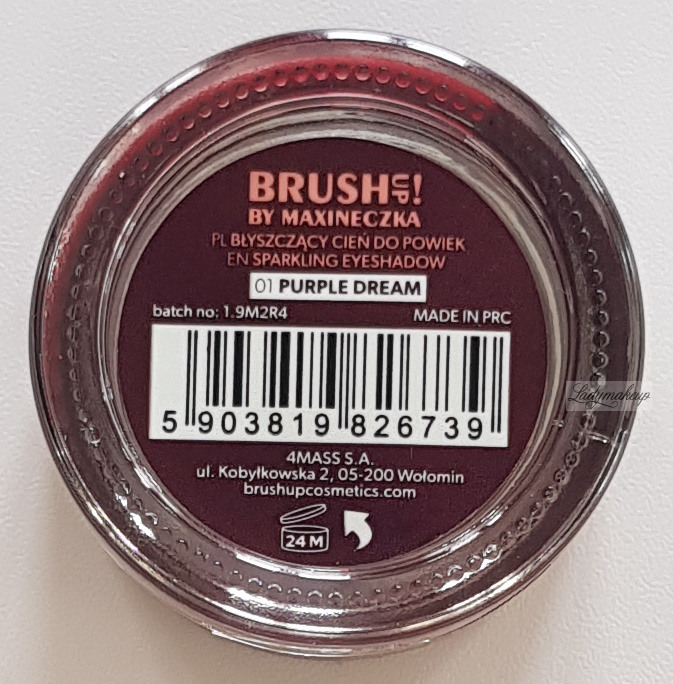 BRUSH UP!
BY MAXINECZKA
PL BŁYSZCZĄCY CIEŃ DO POWIEK
EN SPARKLING EYESHADOW
01 PURPLE DREAM
batch no: 1.9M2R4 MADE IN PRC
5 903819 826739
4MASS S.A.
ul. Kobyłkowska 2, 05-200 Wołomin
brushupcosmetics.com
24 M
Ladymakeup